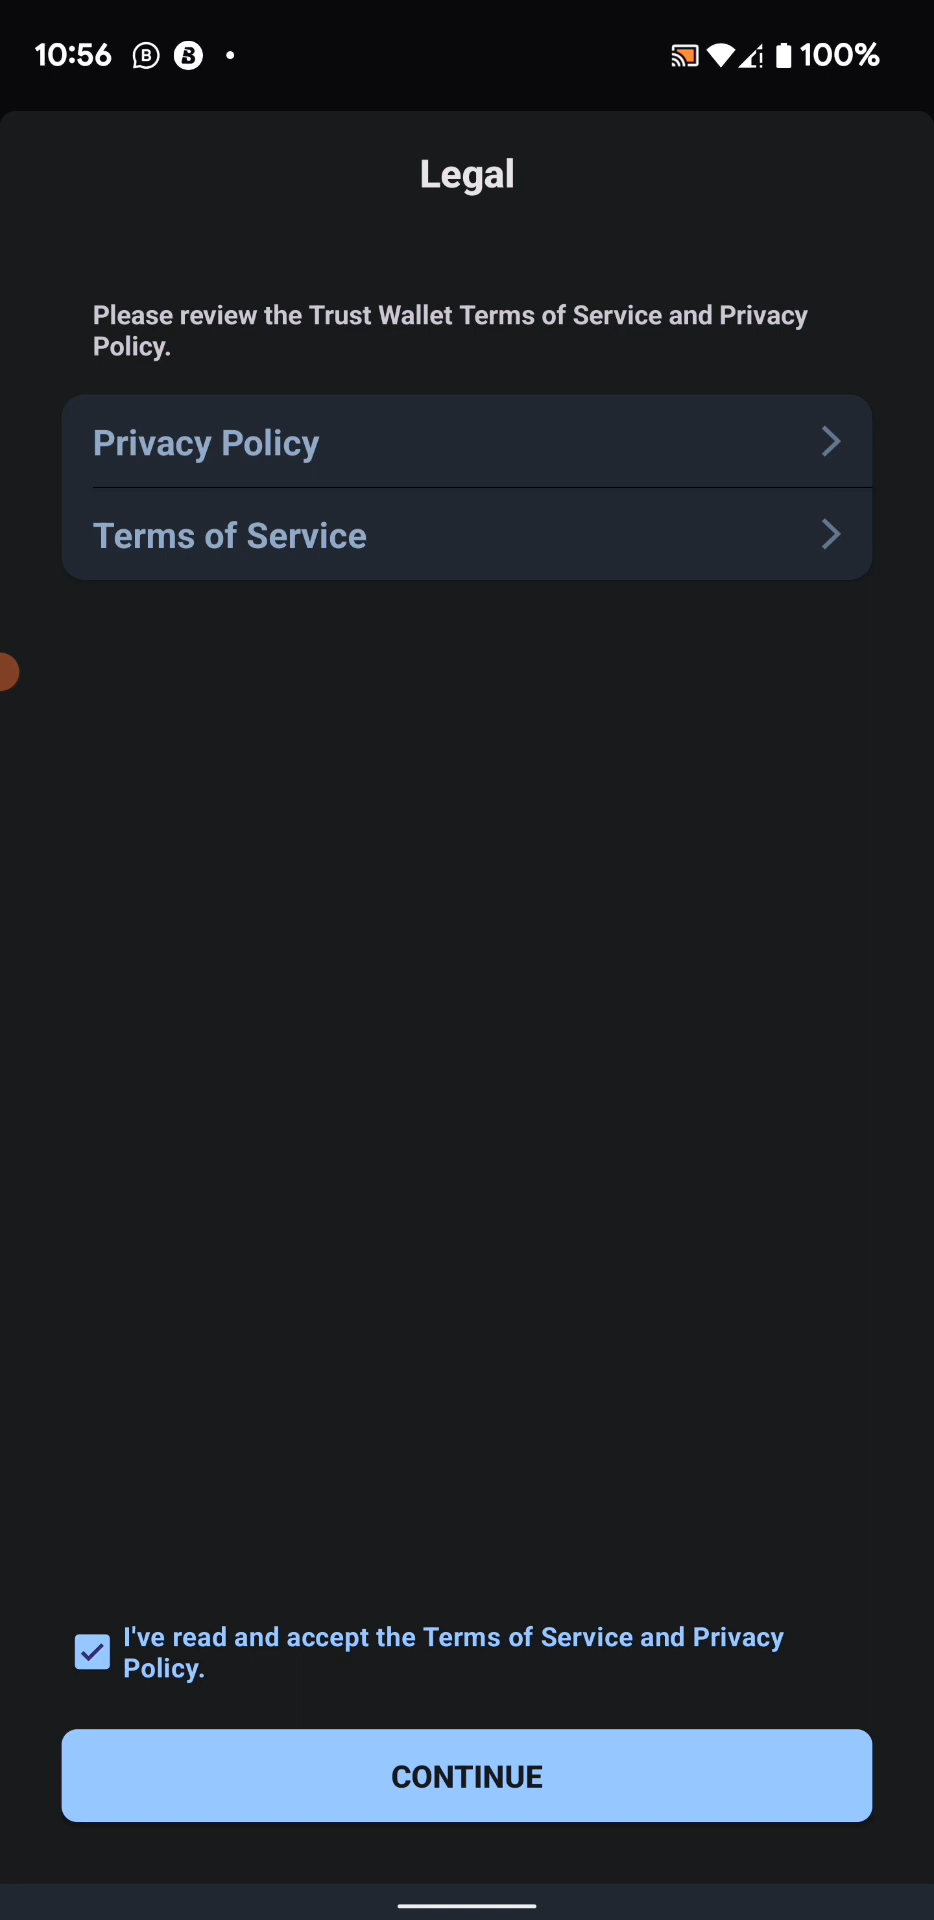 10:56
100%
Legal
Please review the Trust Wallet Terms of Service and Privacy
Policy.
Privacy Policy
Terms of Service
I've read and accept the Terms of Service and Privacy
Policy.
CONTINUE